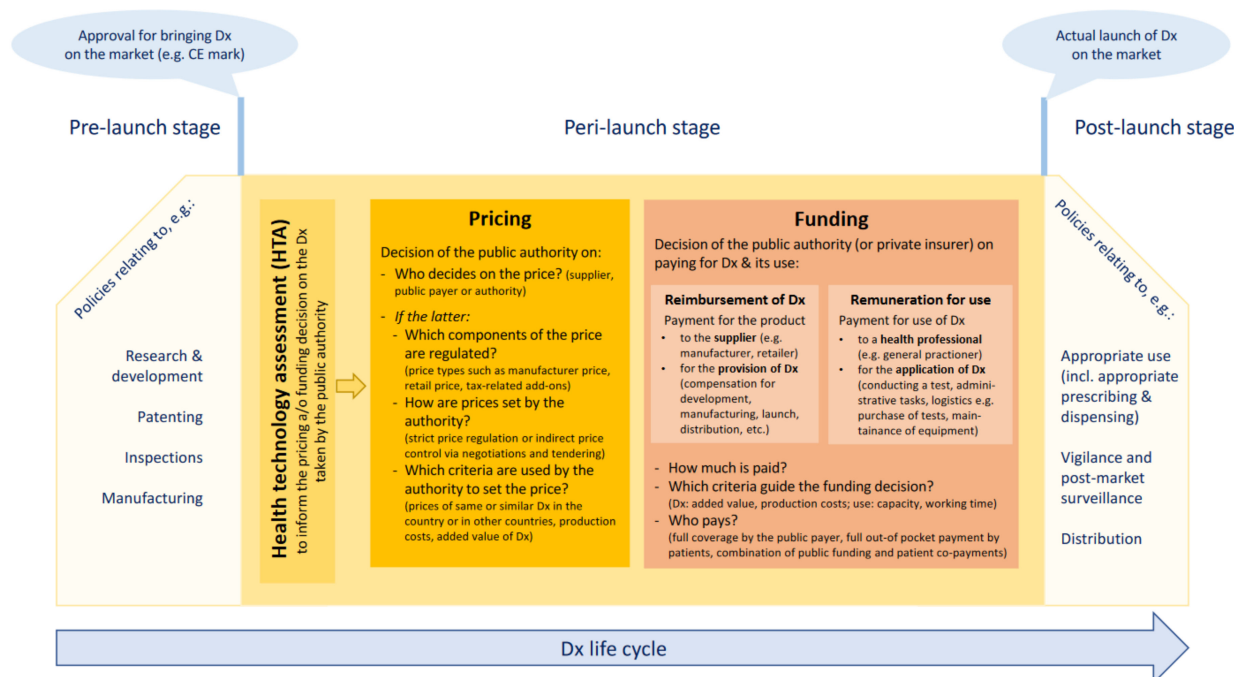 Approval for bringing Dx
on the market (e.g. CE mark)
Actual launch of Dx
on the market
Pre-launch stage
Peri-launch stage
Post-launch stage
Policies relating to, e.g.:
Research &
development
Patenting
Inspections
Manufacturing
Health technology assessment (HTA)
to inform the pricing a/o funding decision on the Dx
taken by the public authority
Pricing
Decision of the public authority on:
- Who decides on the price? (supplier,
public payer or authority)
- If the latter:
- Which components of the price
are regulated?
(price types such as manufacturer price,
retail price, tax-related add-ons)
- How are prices set by the
authority?
(strict price regulation or indirect price
control via negotiations and tendering)
- Which criteria are used by the
authority to set the price?
(prices of same or similar Dx in the
country or in other countries, production
costs, added value of Dx)
Funding
Decision of the public authority (or private insurer) on
paying for Dx & its use:
Reimbursement of Dx
Payment for the product
• to the supplier (e.g.
manufacturer, retailer)
• for the provision of Dx
(compensation for
development,
manufacturing, launch,
distribution, etc.)
Remuneration for use
Payment for use of Dx
• to a health professional
(e.g. general practioner)
• for the application of Dx
(conducting a test, adminis-
strative tasks, logistics e.g.
purchase of tests, main-
tainance of equipment)
- How much is paid?
- Which criteria guide the funding decision?
(Dx: added value, production costs; use: capacity, working time)
- Who pays?
(full coverage by the public payer, full out-of pocket payment by
patients, combination of public funding and patient co-payments)
Policies relating to, e.g.:
Appropriate use
(incl. appropriate
prescribing &
dispensing)
Vigilance and
post-market
surveillance
Distribution
Dx life cycle